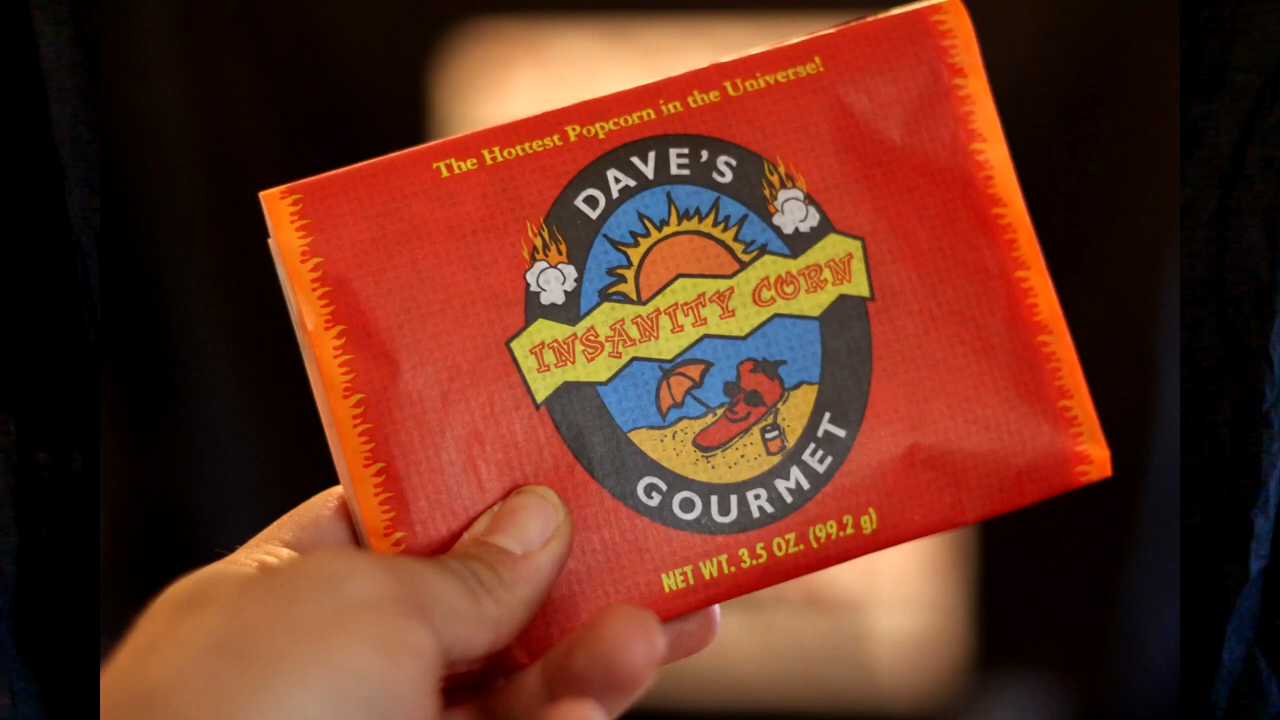 The Hottest Popcorn in the Universe!
DAVE'S
INSANITY CORN
GOURMET
NET WT. 3.5 OZ. (99.2 g)